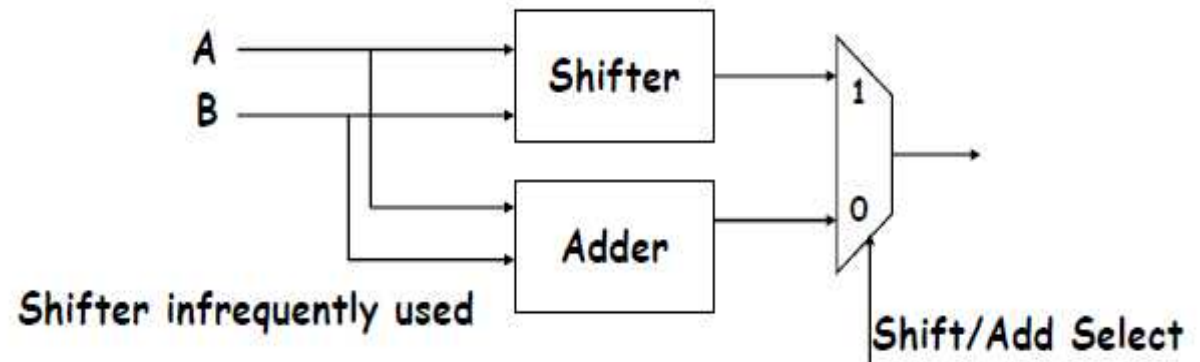 A
B
Shifter
1
0
Adder
Shifter infrequently used
Shift/Add Select